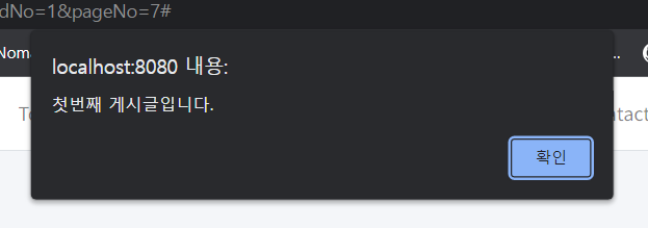 dNo=1&pageNo=7#
Nom
localhost:8080 내용:
첫번째 게시글입니다.
확인
tact